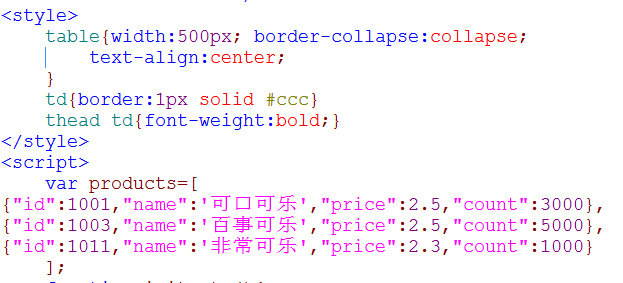 <style>
    table{width:500px; border-collapse:collapse;
        text-align:center;
    }
    td{border:1px solid #ccc}
    thead td{font-weight:bold;}
</style>
<script>
    var products=[
{"id":1001,"name":'可口可乐',"price":2.5,"count":3000},
{"id":1003,"name":'百事可乐',"price":2.5,"count":5000},
{"id":1011,"name":'非常可乐',"price":2.3,"count":1000}
    ];